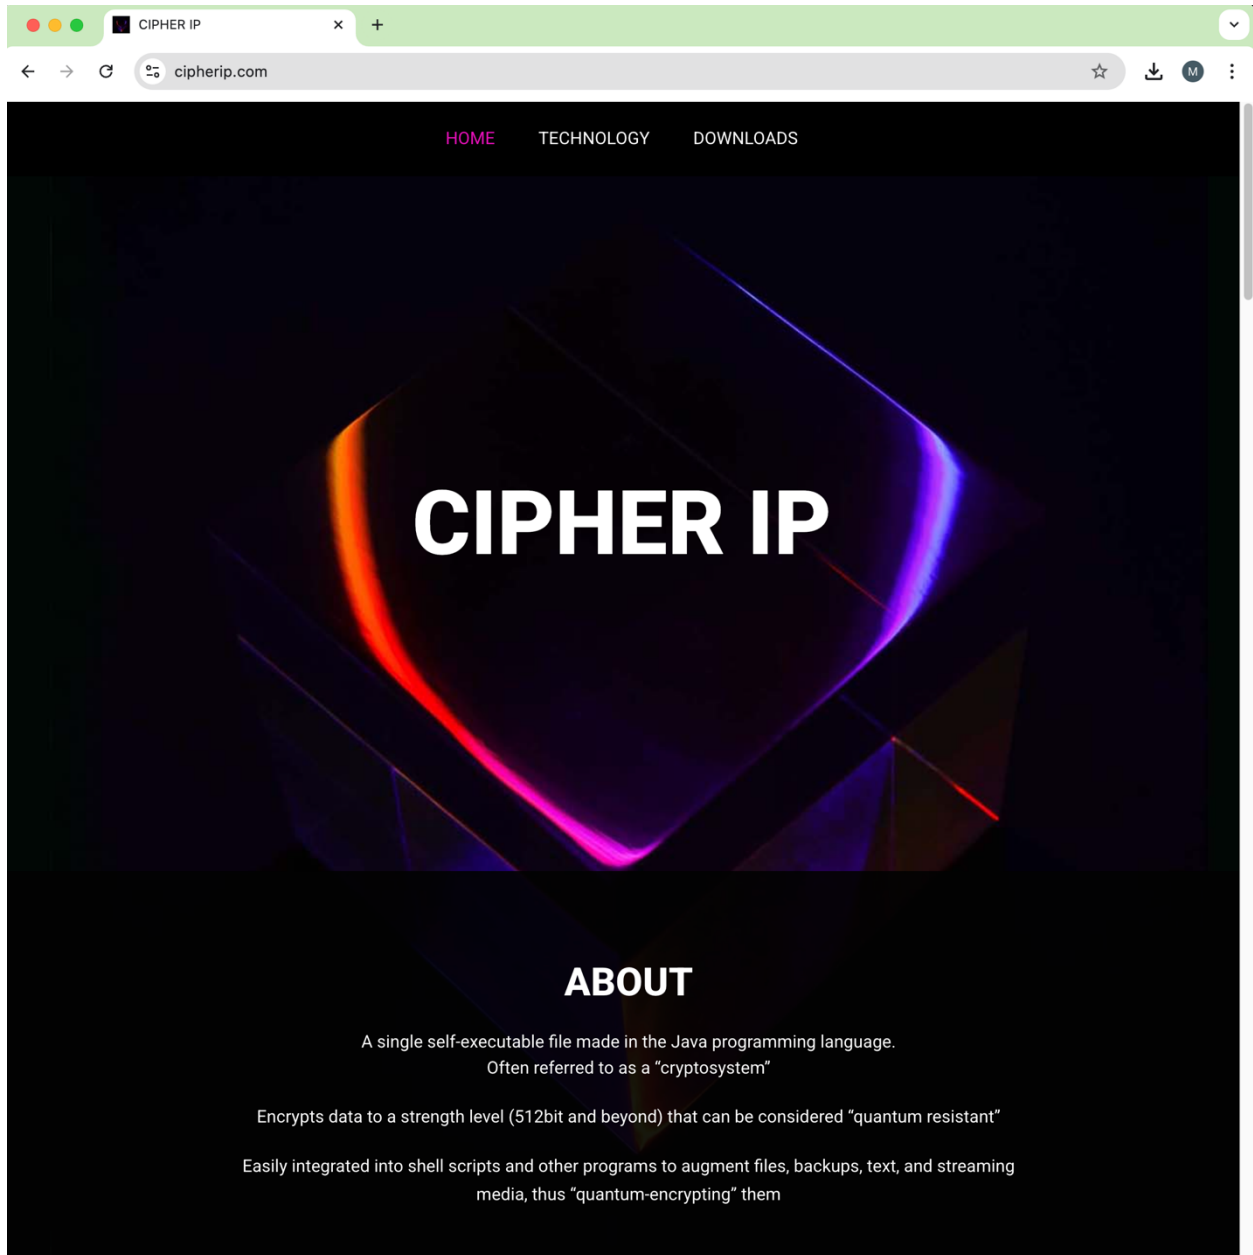 CIPHER IP
cipherip.com
M
HOME TECHNOLOGY DOWNLOADS
CIPHER IP
ABOUT
A single self-executable file made in the Java programming language.
Often referred to as a “cryptosystem”
Encrypts data to a strength level (512bit and beyond) that can be considered “quantum resistant”
Easily integrated into shell scripts and other programs to augment files, backups, text, and streaming
media, thus “quantum-encrypting” them